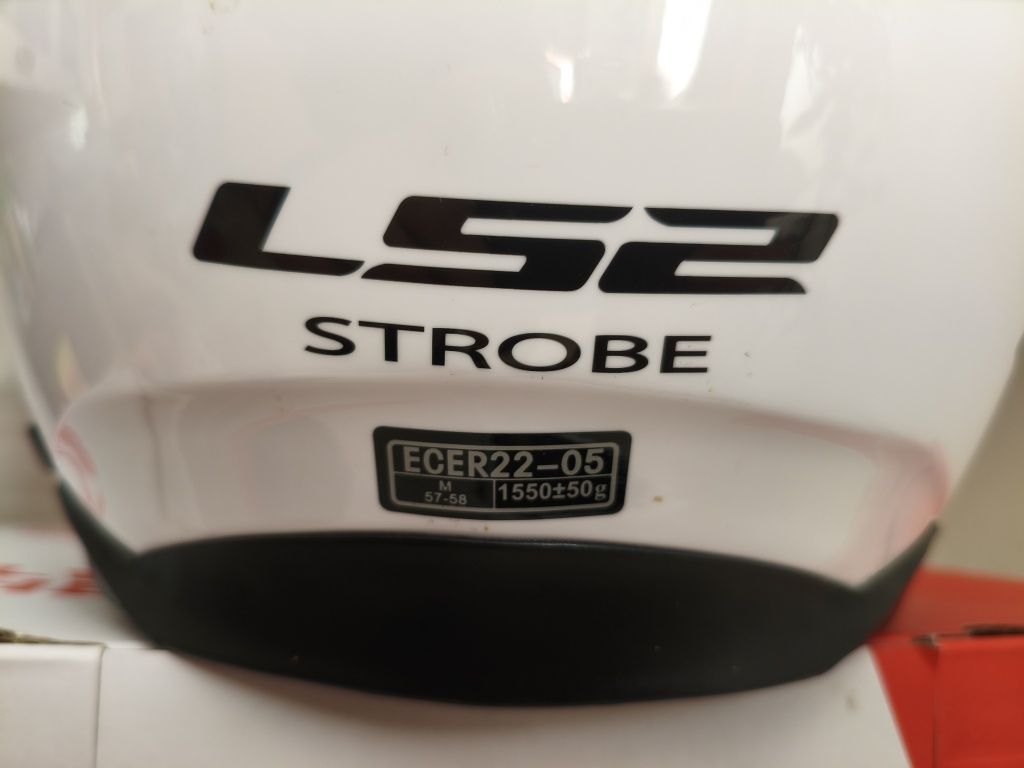 LS2
STROBE
ECER22-05
M
57-58
1550±50g